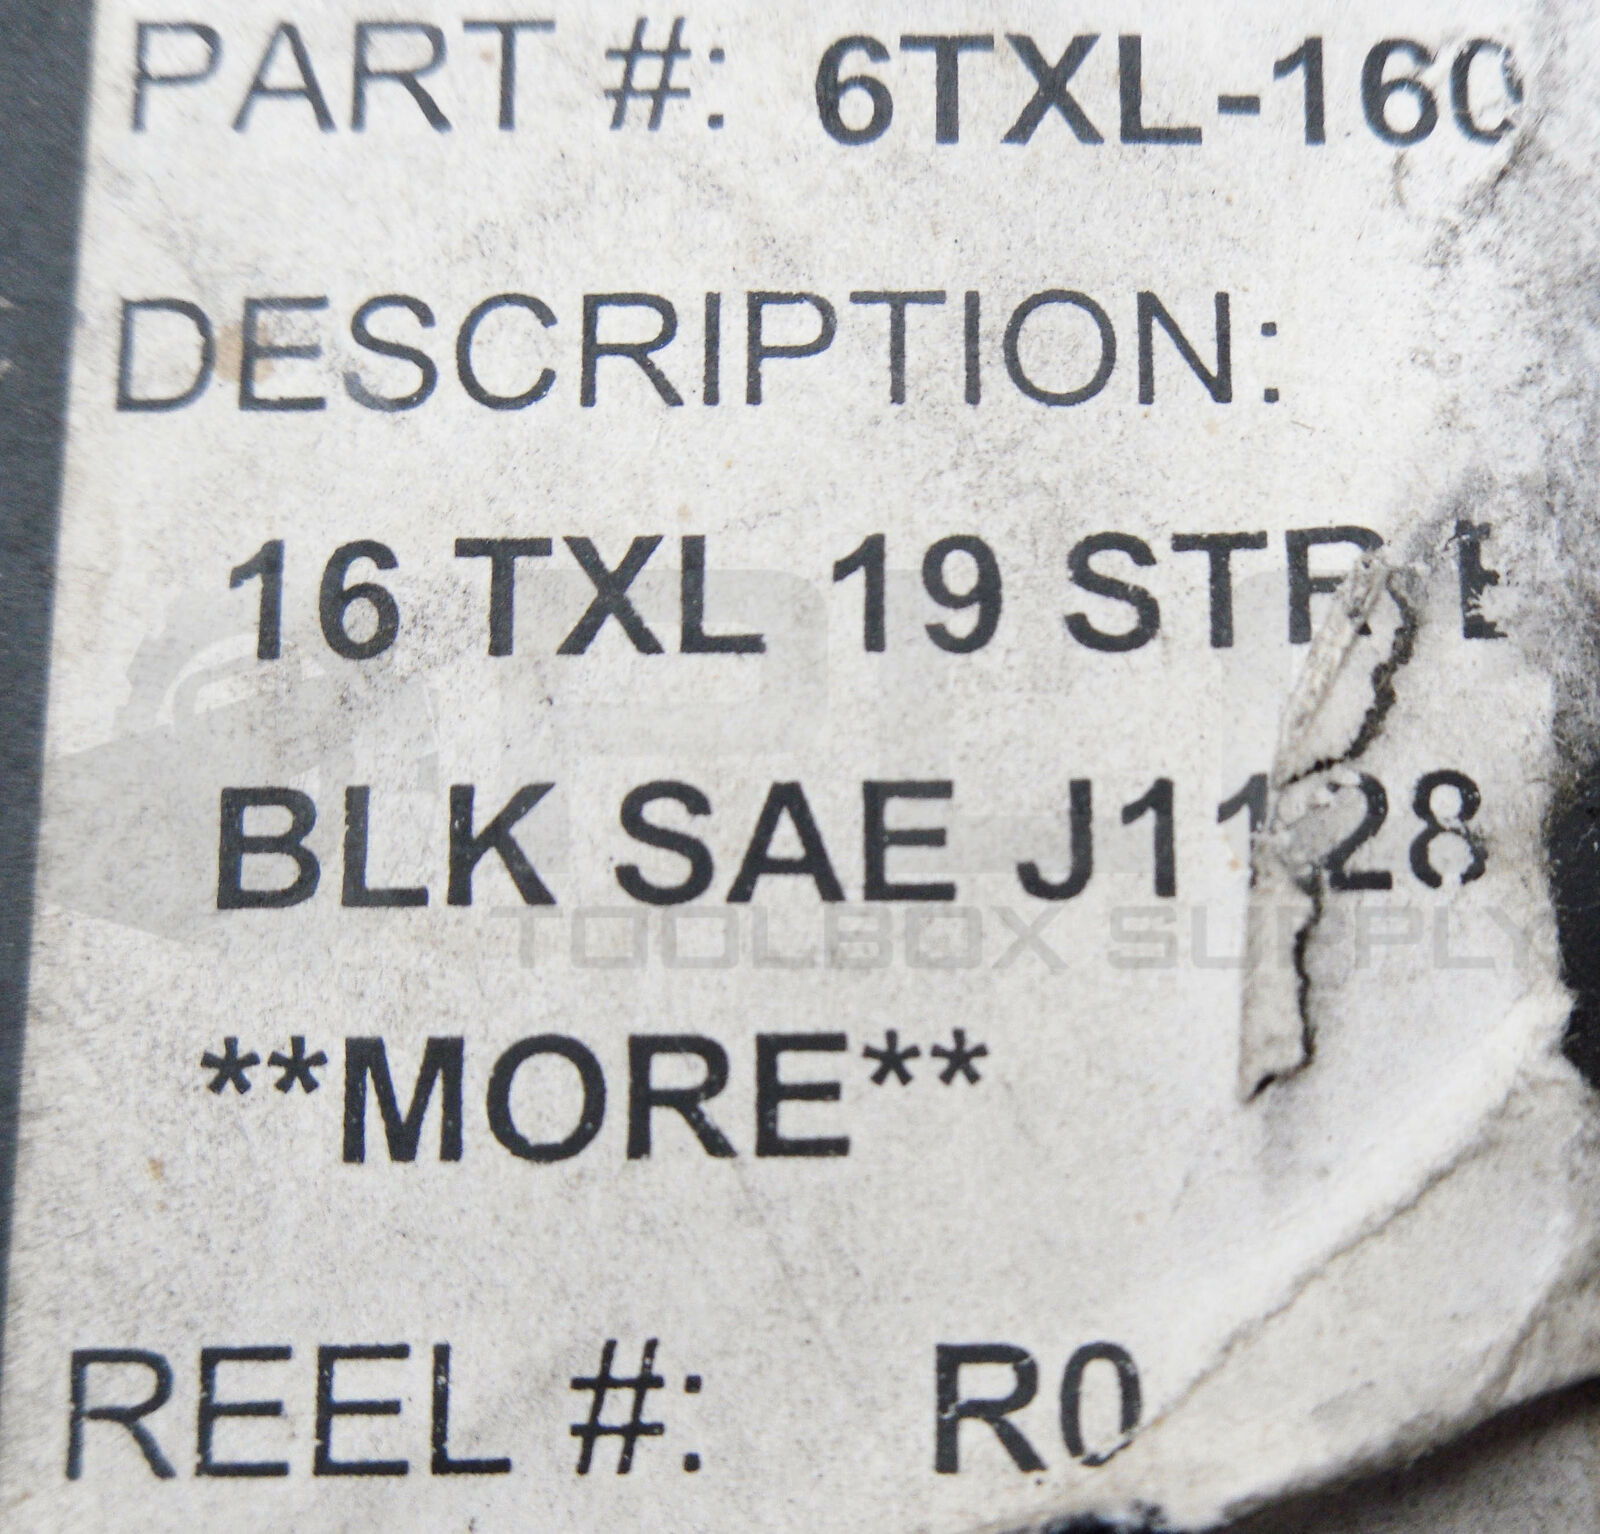 PART #: 6TXL-160
DESCRIPTION:
16 TXL 19 STR
BLK SAE J1128
**MORE**
TOOLBOX SUPPLY
REEL #: R0